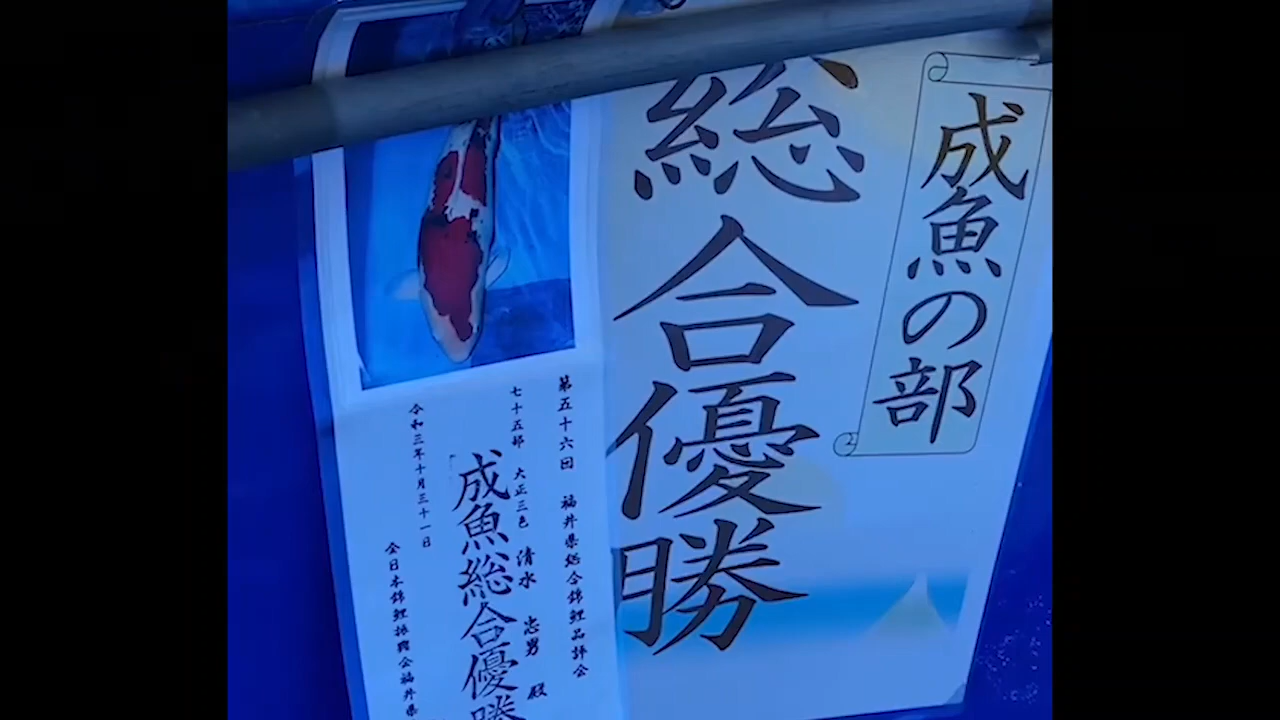 成魚の部
総合優勝
第五十六回 福井県総合錦鯉品評会
七十五部 大正三色 清水 忠男 殿
成魚総合優勝
令和三年十月三十一日
全日本錦鯉振興会福井県